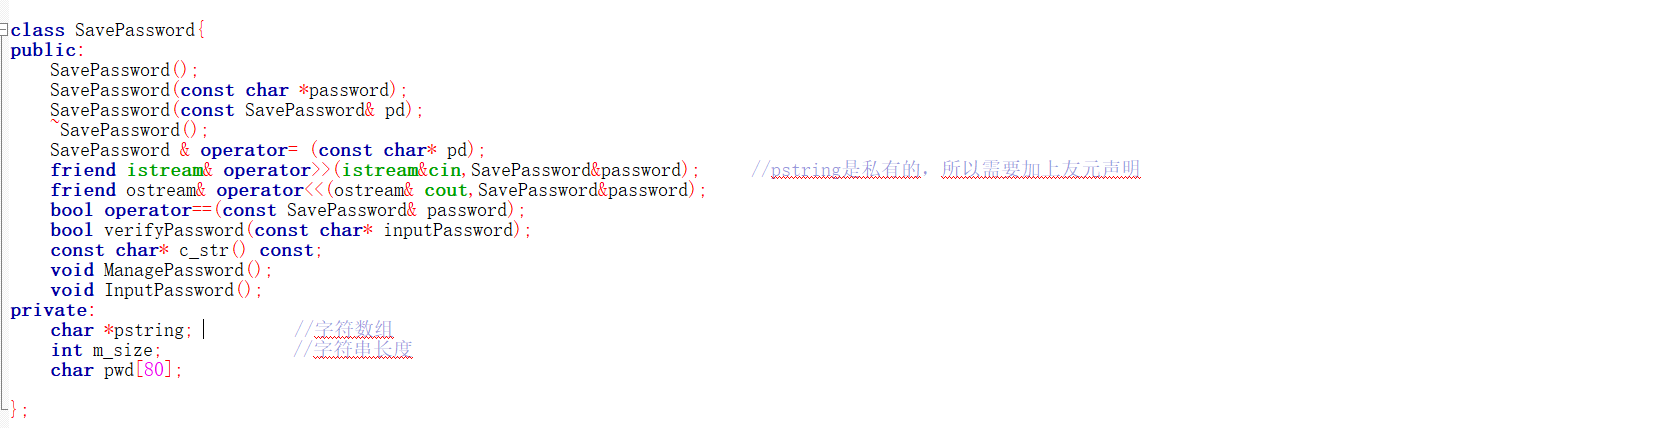 class SavePassword{
public:
SavePassword();
SavePassword(const char *password);
SavePassword(const SavePassword& pd);
~SavePassword();
SavePassword & operator= (const char* pd);
friend istream& operator>>(istream&cin,SavePassword&password); //pstring是私有的，所以需要加上友元声明
friend ostream& operator<<(ostream& cout,SavePassword&password);
bool operator==(const SavePassword& password);
bool verifyPassword(const char* inputPassword);
const char* c_str() const;
void ManagePassword();
void InputPassword();
private:
char *pstring; //字符数组
int m_size; //字符串长度
char pwd[80];
};